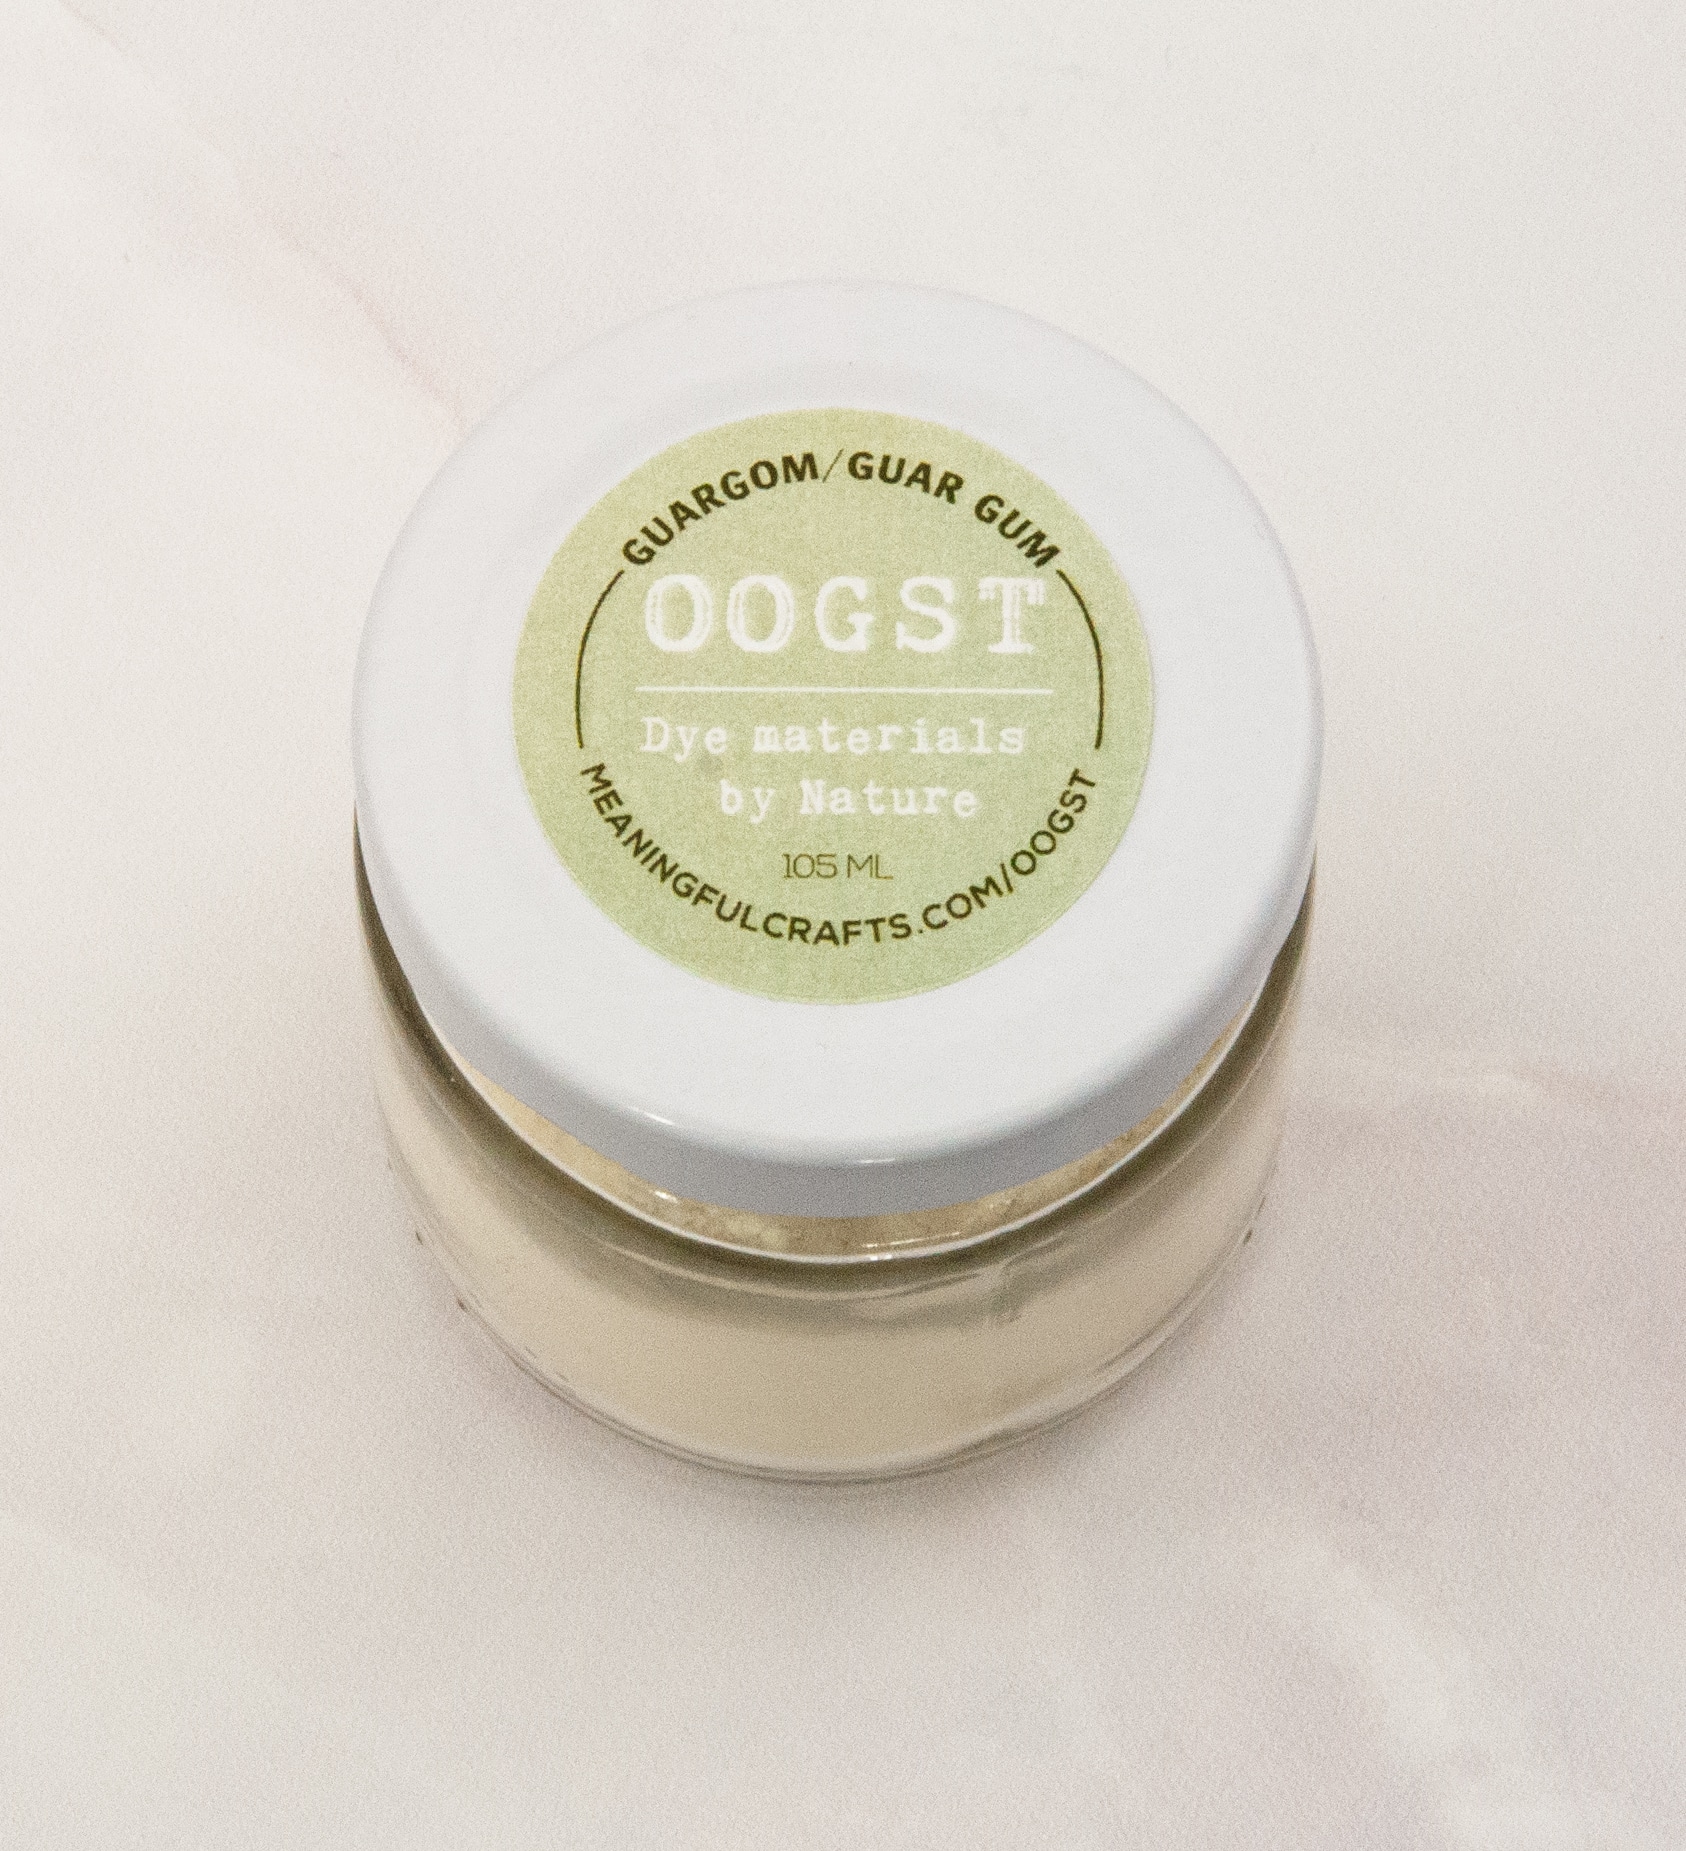 GUARGOM/GUAR GUM
OOGST
Dye materials
by Nature
105 ML
MEANINGFULCRAFTS.COM/OOGST